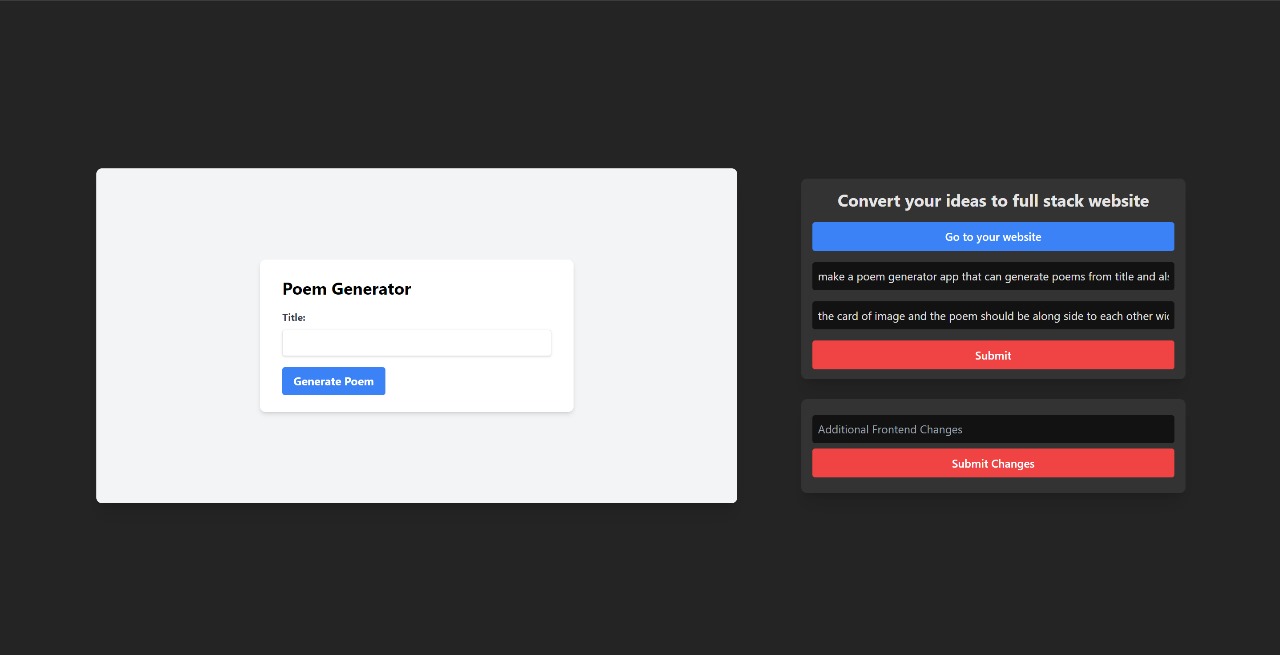 Poem Generator
Title:
Generate Poem
Convert your ideas to full stack website
Go to your website
make a poem generator app that can generate poems from title and
the card of image and the poem should be along side to each other
Submit
Additional Frontend Changes
Submit Changes